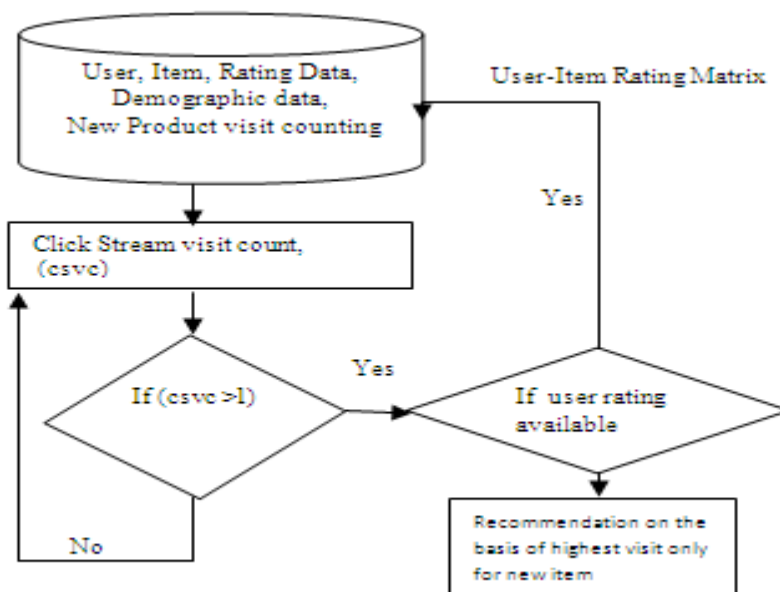 User, Item, Rating Data,
Demographic data,
New Product visit counting
User-Item Rating Matrix
Yes
Click Stream visit count,
(csvc)
If (csvc >1)
Yes
If user rating
available
No
Recommendation on the
basis of highest visit only
for new item